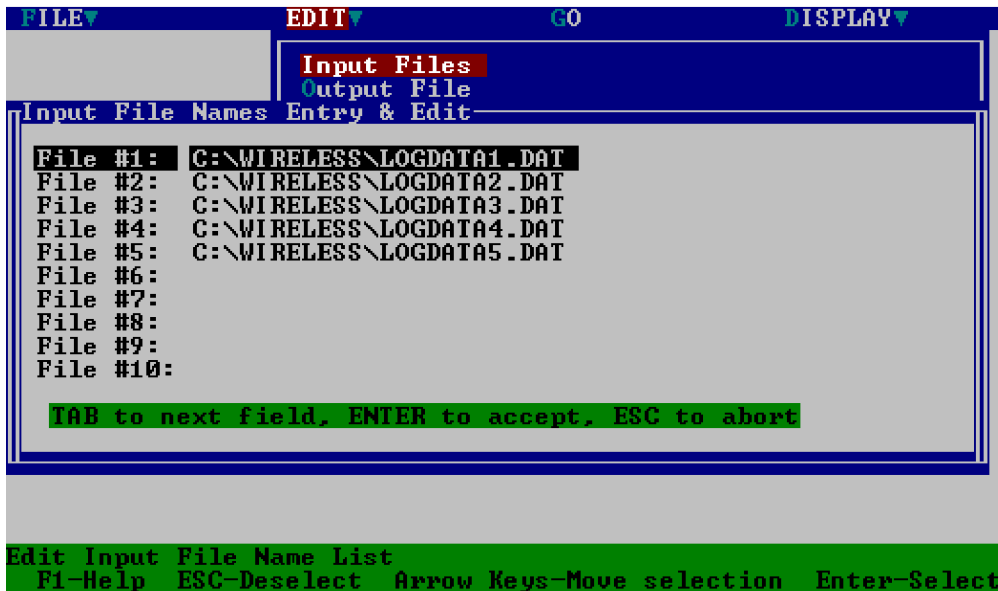 FILE▼ EDIT▼ GO DISPLAY▼
Input Files
Output File
Input File Names Entry & Edit
File #1: C:\WIRELESS\LOGDATA1.DAT
File #2: C:\WIRELESS\LOGDATA2.DAT
File #3: C:\WIRELESS\LOGDATA3.DAT
File #4: C:\WIRELESS\LOGDATA4.DAT
File #5: C:\WIRELESS\LOGDATA5.DAT
File #6:
File #7:
File #8:
File #9:
File #10:
TAB to next field, ENTER to accept, ESC to abort
Edit Input File Name List
F1-Help ESC-Deselect Arrow Keys-Move selection Enter-Select